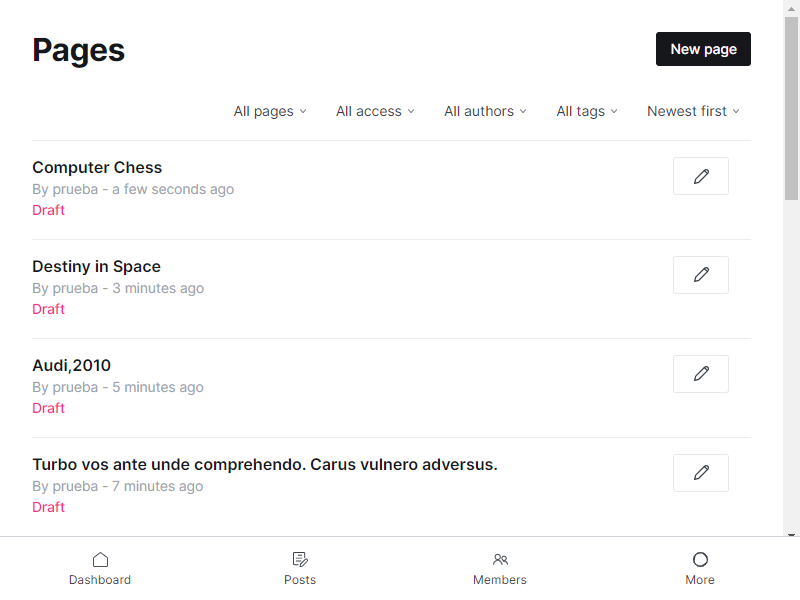 Pages
New page
All pages
All access
All authors
All tags
Newest first
Computer Chess
By prueba - a few seconds ago
Draft
Destiny in Space
By prueba - 3 minutes ago
Draft
Audi,2010
By prueba - 5 minutes ago
Draft
Turbo vos ante unde comprehendo. Carus vulnero adversus.
By prueba - 7 minutes ago
Draft
Dashboard
Posts
Members
More